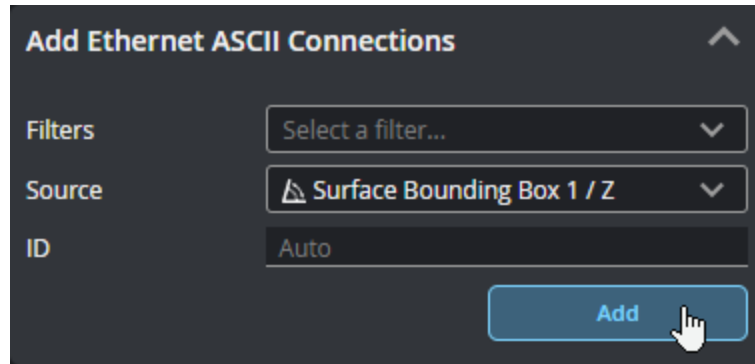 Add Ethernet ASCII Connections
Filters Select a filter...
Source Surface Bounding Box 1 / Z
ID Auto
Add